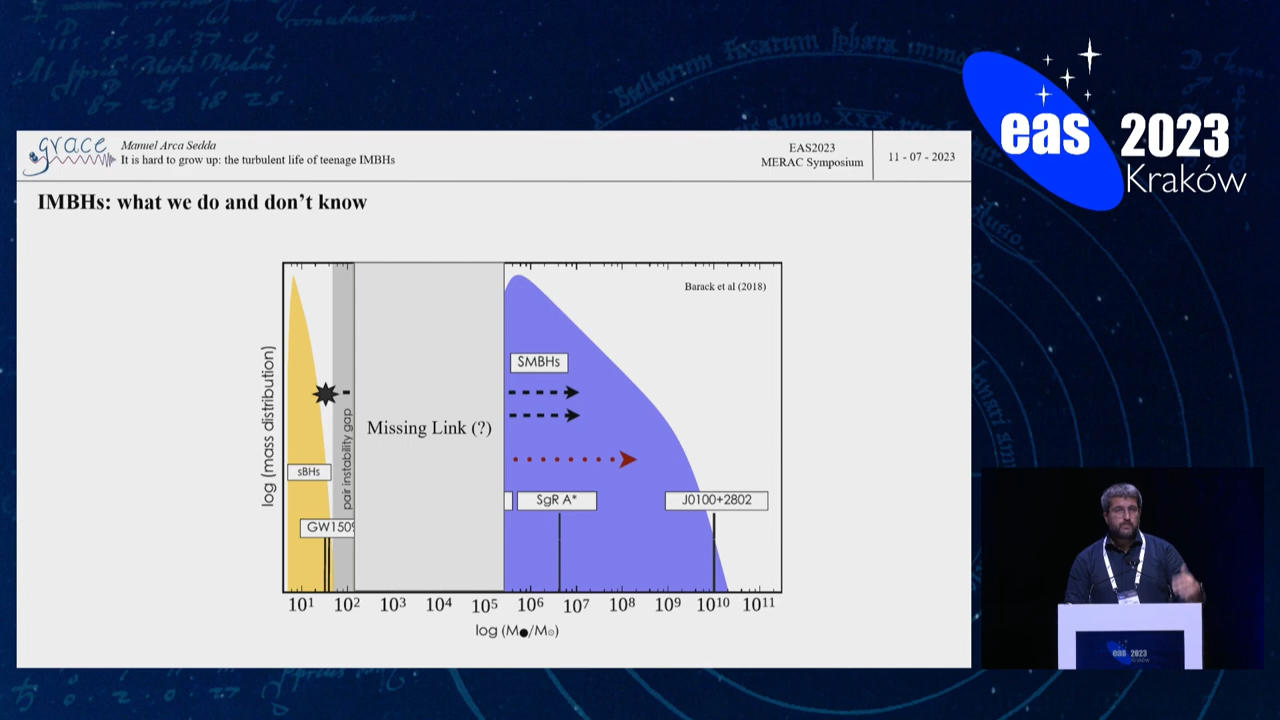 eas 2023
Kraków
grace
Manuel Arca Sedda
It is hard to grow up: the turbulent life of teenage IMBHs
EAS2023
MERAC Symposium
11 - 07 - 2023
IMBHs: what we do and don't know
Barack et al (2018)
log (mass distribution)
SMBHs
pair instability gap
Missing Link (?)
sBHs
SgR A*
J0100+2802
GW1509
10¹ 10² 10³ 10⁴ 10⁵ 10⁶ 10⁷ 10⁸ 10⁹ 10¹⁰ 10¹¹
log (M●/M☉)
eas 2023